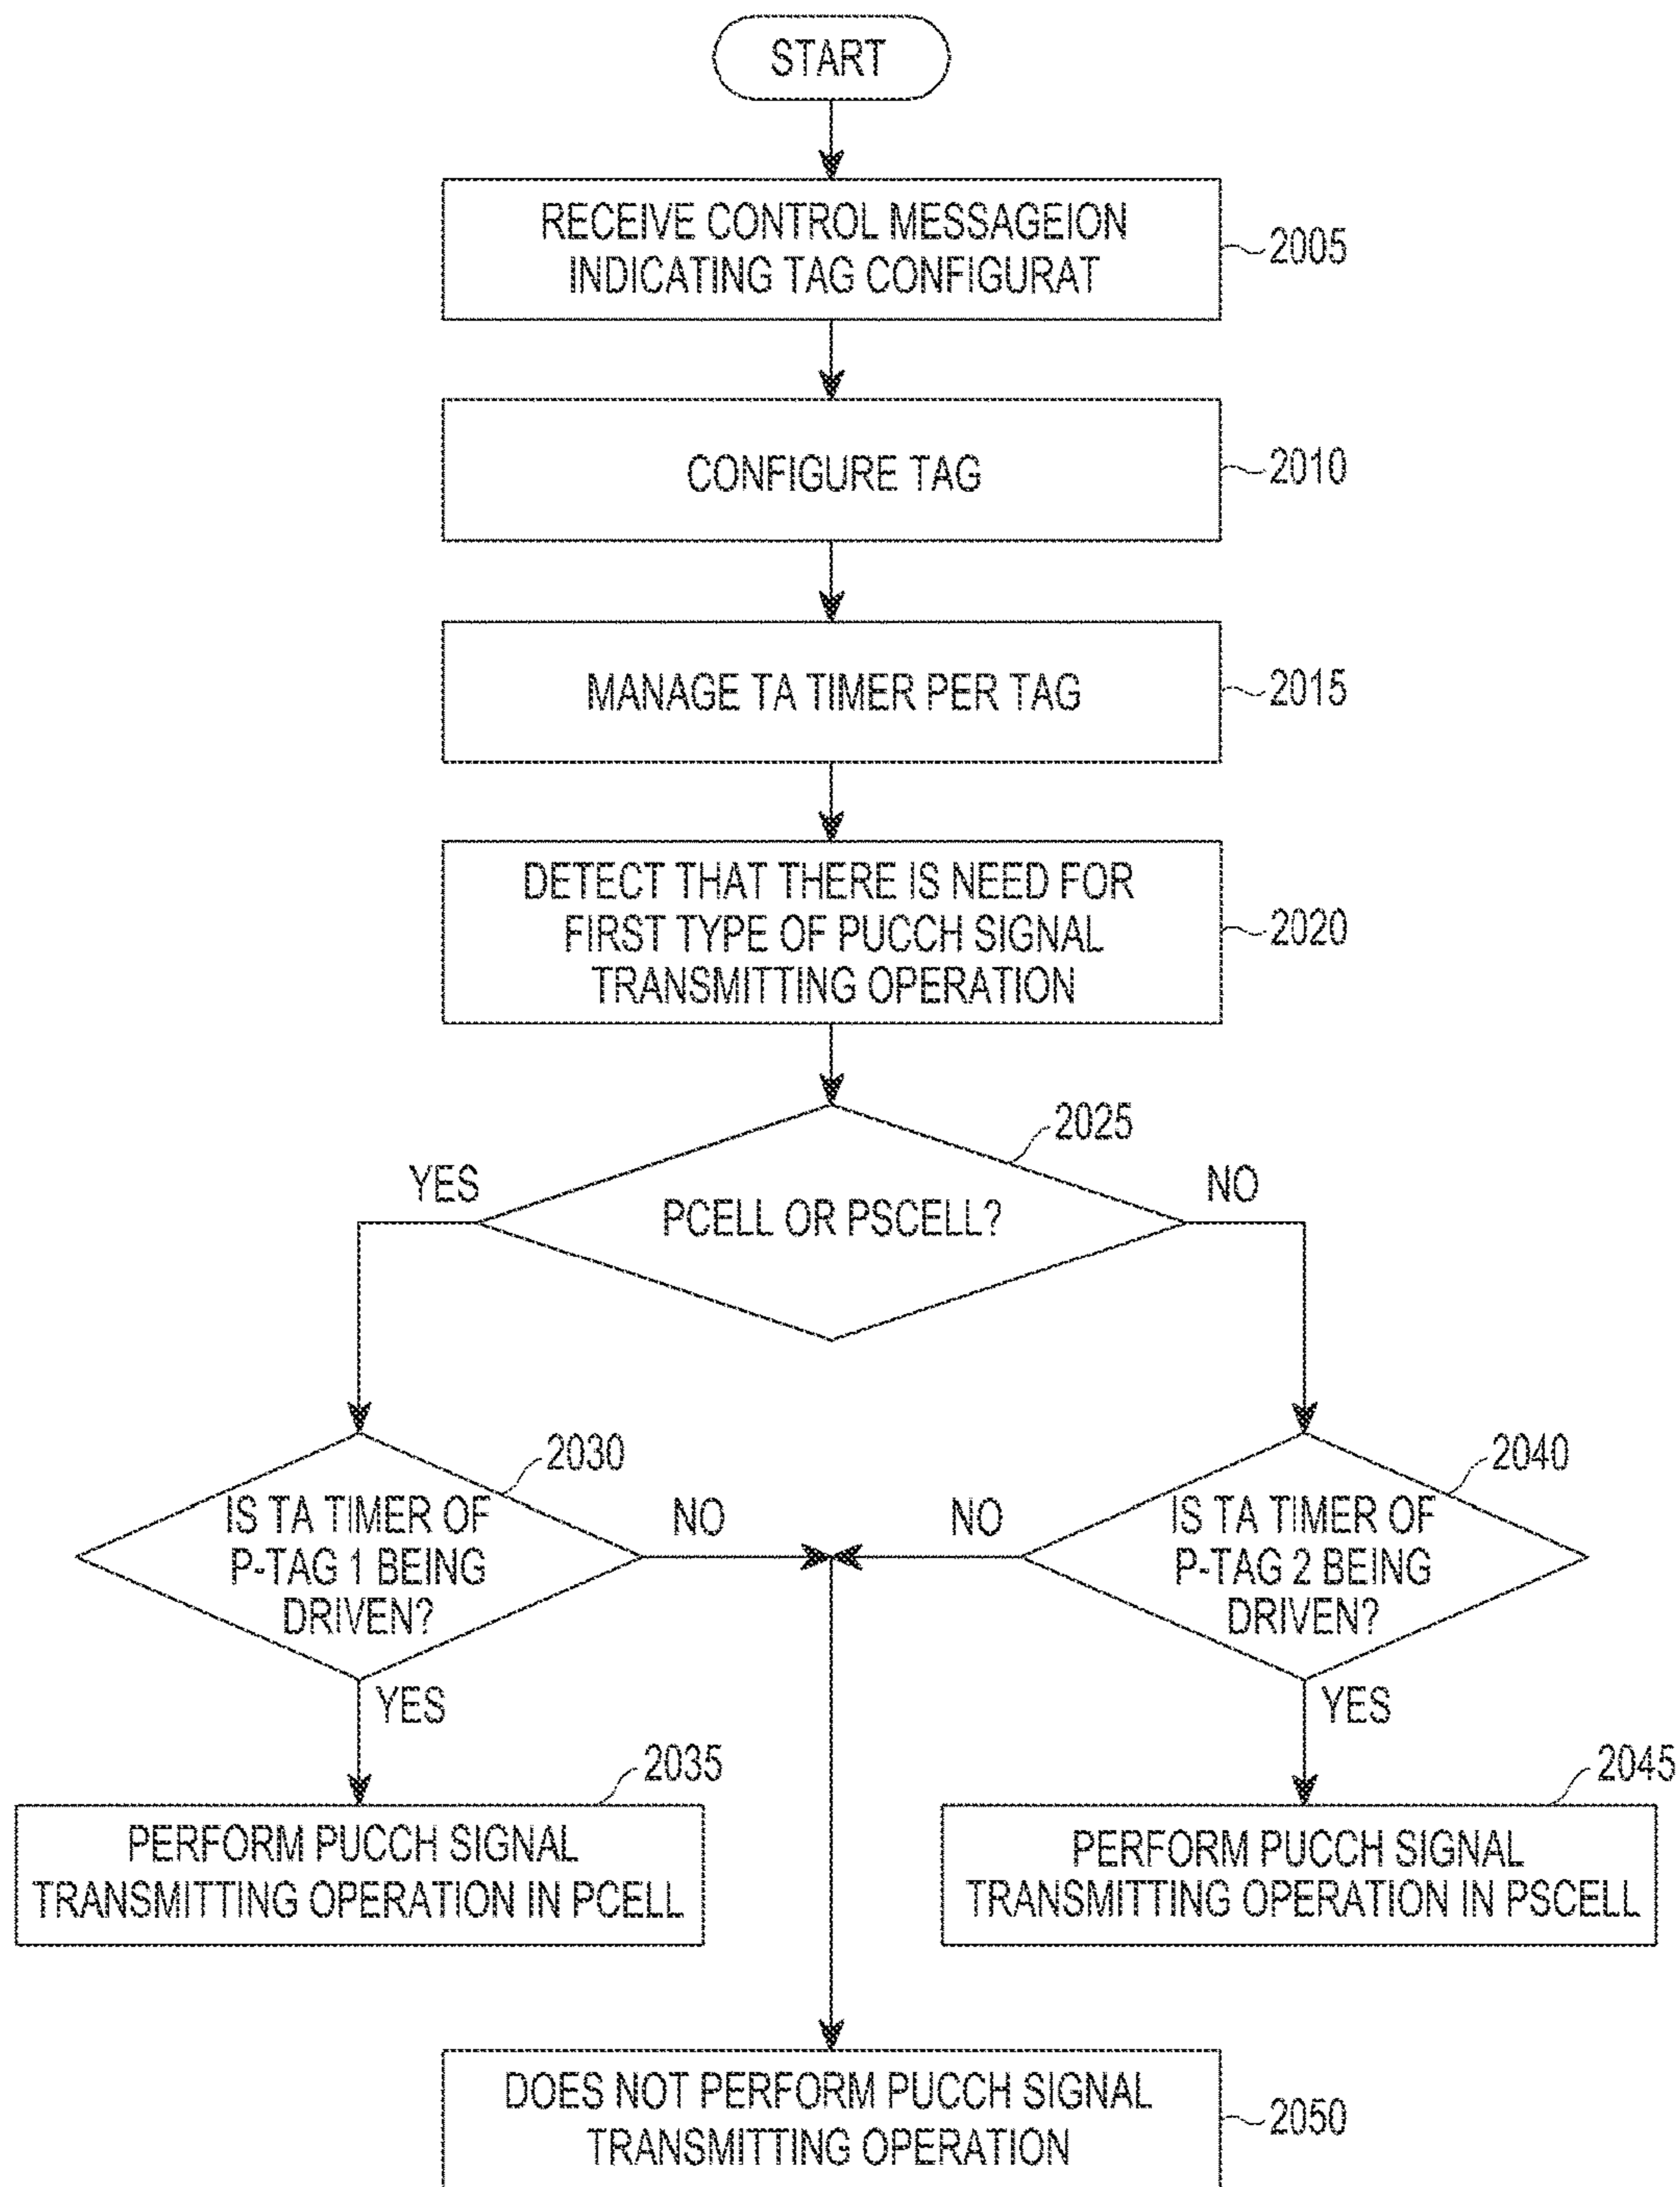 START
RECEIVE CONTROL MESSAGEION
INDICATING TAG CONFIGURAT
2005
CONFIGURE TAG
2010
MANAGE TA TIMER PER TAG
2015
DETECT THAT THERE IS NEED FOR
FIRST TYPE OF PUCCH SIGNAL
TRANSMITTING OPERATION
2020
2025
YES
PCELL OR PSCELL?
NO
2030
IS TA TIMER OF
P-TAG 1 BEING
DRIVEN?
NO
YES
2040
NO
IS TA TIMER OF
P-TAG 2 BEING
DRIVEN?
YES
2035
PERFORM PUCCH SIGNAL
TRANSMITTING OPERATION IN PCELL
2045
PERFORM PUCCH SIGNAL
TRANSMITTING OPERATION IN PSCELL
DOES NOT PERFORM PUCCH SIGNAL
TRANSMITTING OPERATION
2050